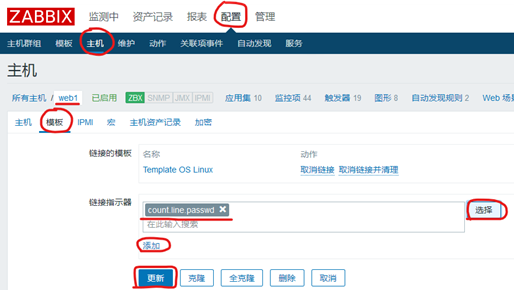 ZABBIX 监测中 资产记录 报表 配置 管理
主机群组 模板 主机 维护 动作 关联项事件 自动发现 服务
主机
所有主机 / web1 已启用 ZBX SNMP JMX IPMI 应用集 10 监控项 44 触发器 19 图形 8 自动发现规则 2 Web 场
主机 模板 IPMI 宏 主机资产记录 加密
链接的模板 名称 动作
Template OS Linux 取消链接 取消链接并清理
链接指示器 count.line.passwd 选择
在此输入搜索
添加
更新 克隆 全克隆 删除 取消